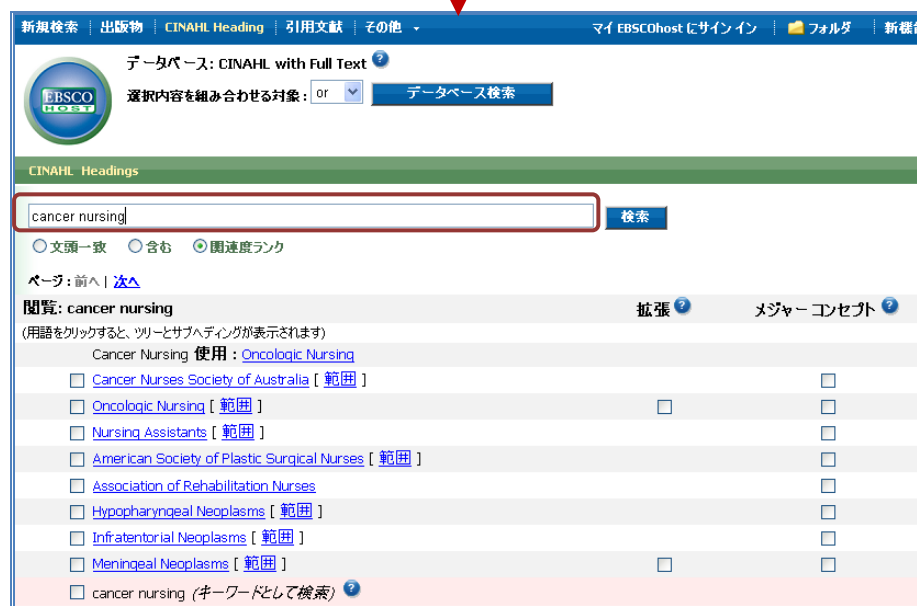 新規検索 出版物 CINAHL Heading 引用文献 その他 マイ EBSCOhost にサイン イン フォルダ
データベース: CINAHL with Full Text
EBSCO
HOST
選択内容を組み合わせる対象: or データベース検索
CINAHL Headings
cancer nursing 検索
文頭一致 含む 関連度ランク
ページ: 前へ | 次へ
閲覧: cancer nursing 拡張 メジャー コンセプト
(用語をクリックすると、ツリーとサブヘディングが表示されます)
Cancer Nursing 使用 : Oncologic Nursing
Cancer Nurses Society of Australia [ 範囲 ]
Oncologic Nursing [ 範囲 ]
Nursing Assistants [ 範囲 ]
American Society of Plastic Surgical Nurses [ 範囲 ]
Association of Rehabilitation Nurses
Hypopharyngeal Neoplasms [ 範囲 ]
Infratentorial Neoplasms [ 範囲 ]
Meningeal Neoplasms [ 範囲 ]
cancer nursing (キーワードとして検索)